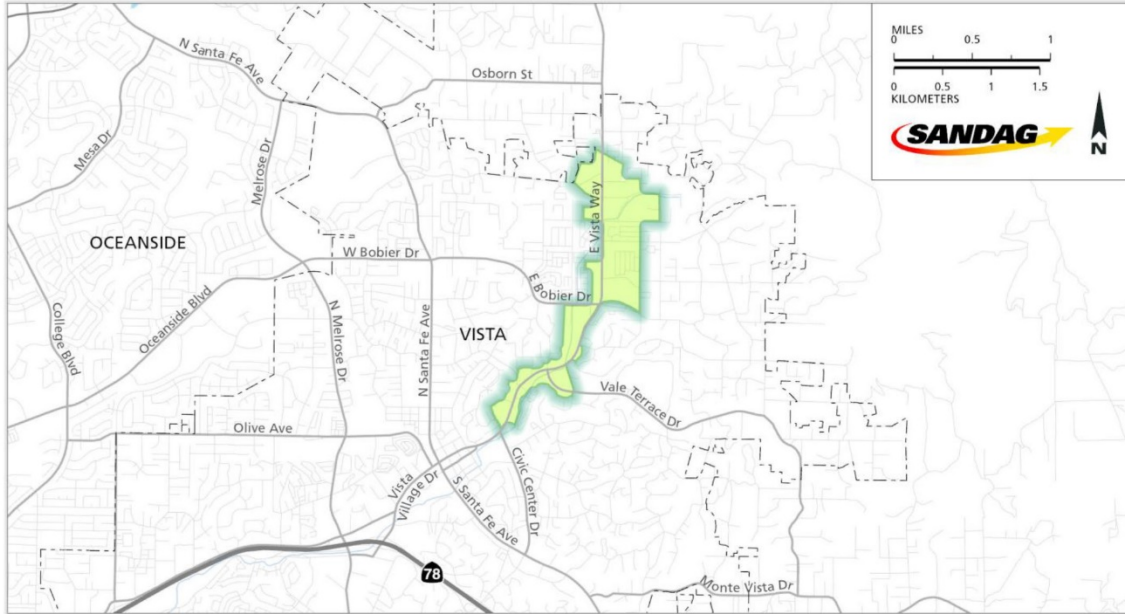 MILES
0 0.5 1
0 0.5 1 1.5
KILOMETERS
SANDAG
N
N Santa Fe Ave
Osborn St
Mesa Dr
Melrose Dr
E Vista Way
OCEANSIDE
W Bobier Dr
E Bobier Dr
Oceanside Blvd
College Blvd
N Melrose Dr
N Santa Fe Ave
VISTA
Vale Terrace Dr
Olive Ave
Civic Center Dr
Vista
Village Dr
S Santa Fe Ave
78
Monte Vista Dr